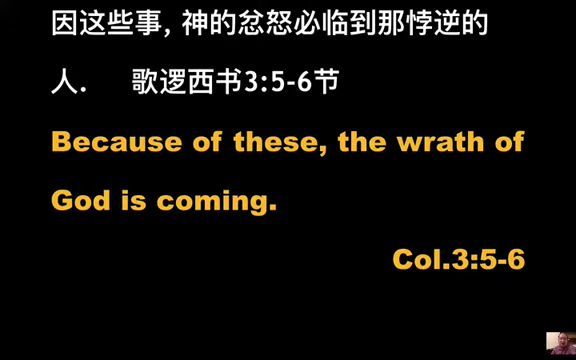 因这些事, 神的忿怒必临到那悖逆的
人. 歌逻西书3:5-6节
Because of these, the wrath of
God is coming.
Col.3:5-6